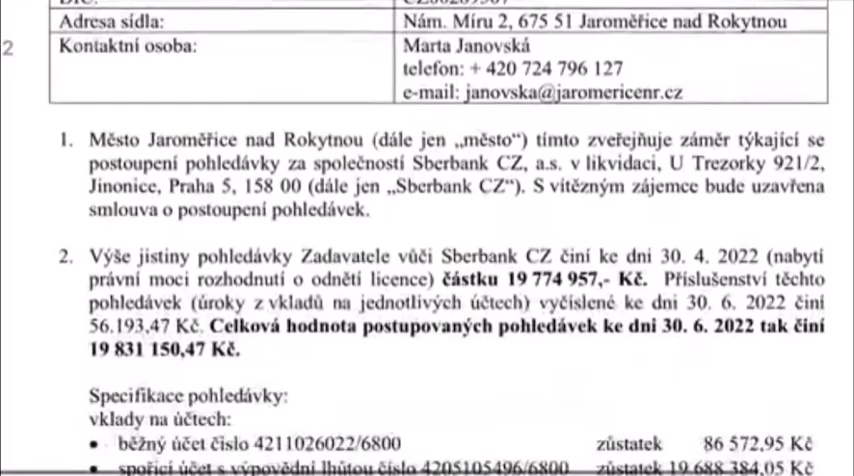 Adresa sídla: Nám. Míru 2, 675 51 Jaroměřice nad Rokytnou
2
Kontaktní osoba: Marta Janovská
telefon: + 420 724 796 127
e-mail: janovska@jaromericenr.cz
1. Město Jaroměřice nad Rokytnou (dále jen „město“) tímto zveřejňuje záměr týkající se
postoupení pohledávky za společností Sberbank CZ, a.s. v likvidaci, U Trezorky 921/2,
Jinonice, Praha 5, 158 00 (dále jen „Sberbank CZ“). S vítězným zájemce bude uzavřena
smlouva o postoupení pohledávek.
2. Výše jistiny pohledávky Zadavatele vůči Sberbank CZ činí ke dni 30. 4. 2022 (nabytí
právní moci rozhodnutí o odnětí licence) částku 19 774 957,- Kč. Příslušenství těchto
pohledávek (úroky z vkladů na jednotlivých účtech) vyčíslené ke dni 30. 6. 2022 činí
56.193,47 Kč. Celková hodnota postupovaných pohledávek ke dni 30. 6. 2022 tak činí
19 831 150,47 Kč.
Specifikace pohledávky:
vklady na účtech:
• běžný účet číslo 4211026022/6800 zůstatek 86 572,95 Kč
• spořicí účet s výpovědní lhůtou číslo 4205105496/6800 zůstatek 19 688 384,05 Kč